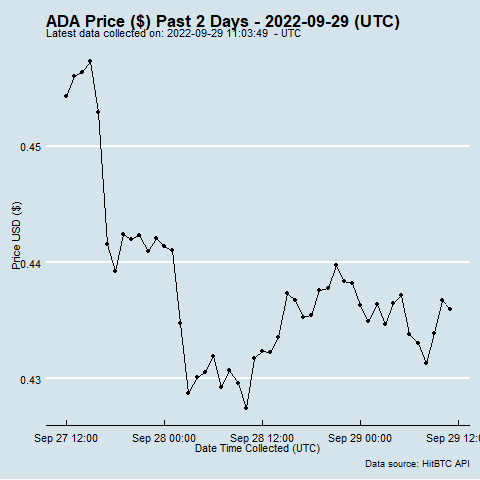 ADA Price ($) Past 2 Days - 2022-09-29 (UTC)
Latest data collected on: 2022-09-29 11:03:49 - UTC
0.45
0.44
0.43
Price USD ($)
Sep 27 12:00 Sep 28 00:00 Sep 28 12:00 Sep 29 00:00 Sep 29 12:0
Date Time Collected (UTC)
Data source: HitBTC API